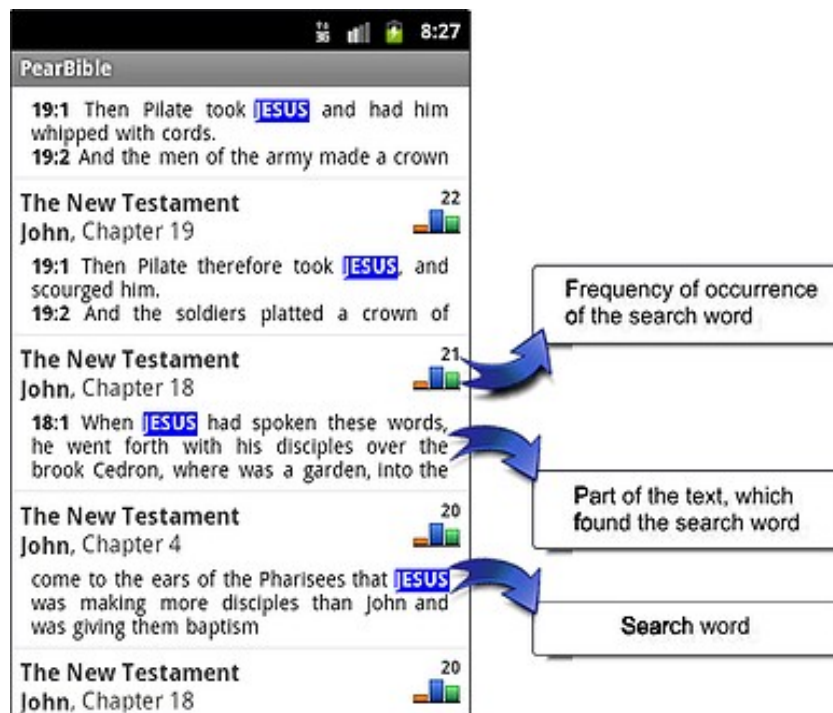 3G 8:27
PearBible
19:1 Then Pilate took JESUS and had him
whipped with cords.
19:2 And the men of the army made a crown
The New Testament 22
John, Chapter 19
19:1 Then Pilate therefore took JESUS, and
scourged him.
19:2 And the soldiers platted a crown of
The New Testament 21
John, Chapter 18
18:1 When JESUS had spoken these words,
he went forth with his disciples over the
brook Cedron, where was a garden, into the
The New Testament 20
John, Chapter 4
come to the ears of the Pharisees that JESUS
was making more disciples than John and
was giving them baptism
The New Testament 20
John, Chapter 18
Frequency of occurrence
of the search word
Part of the text, which
found the search word
Search word